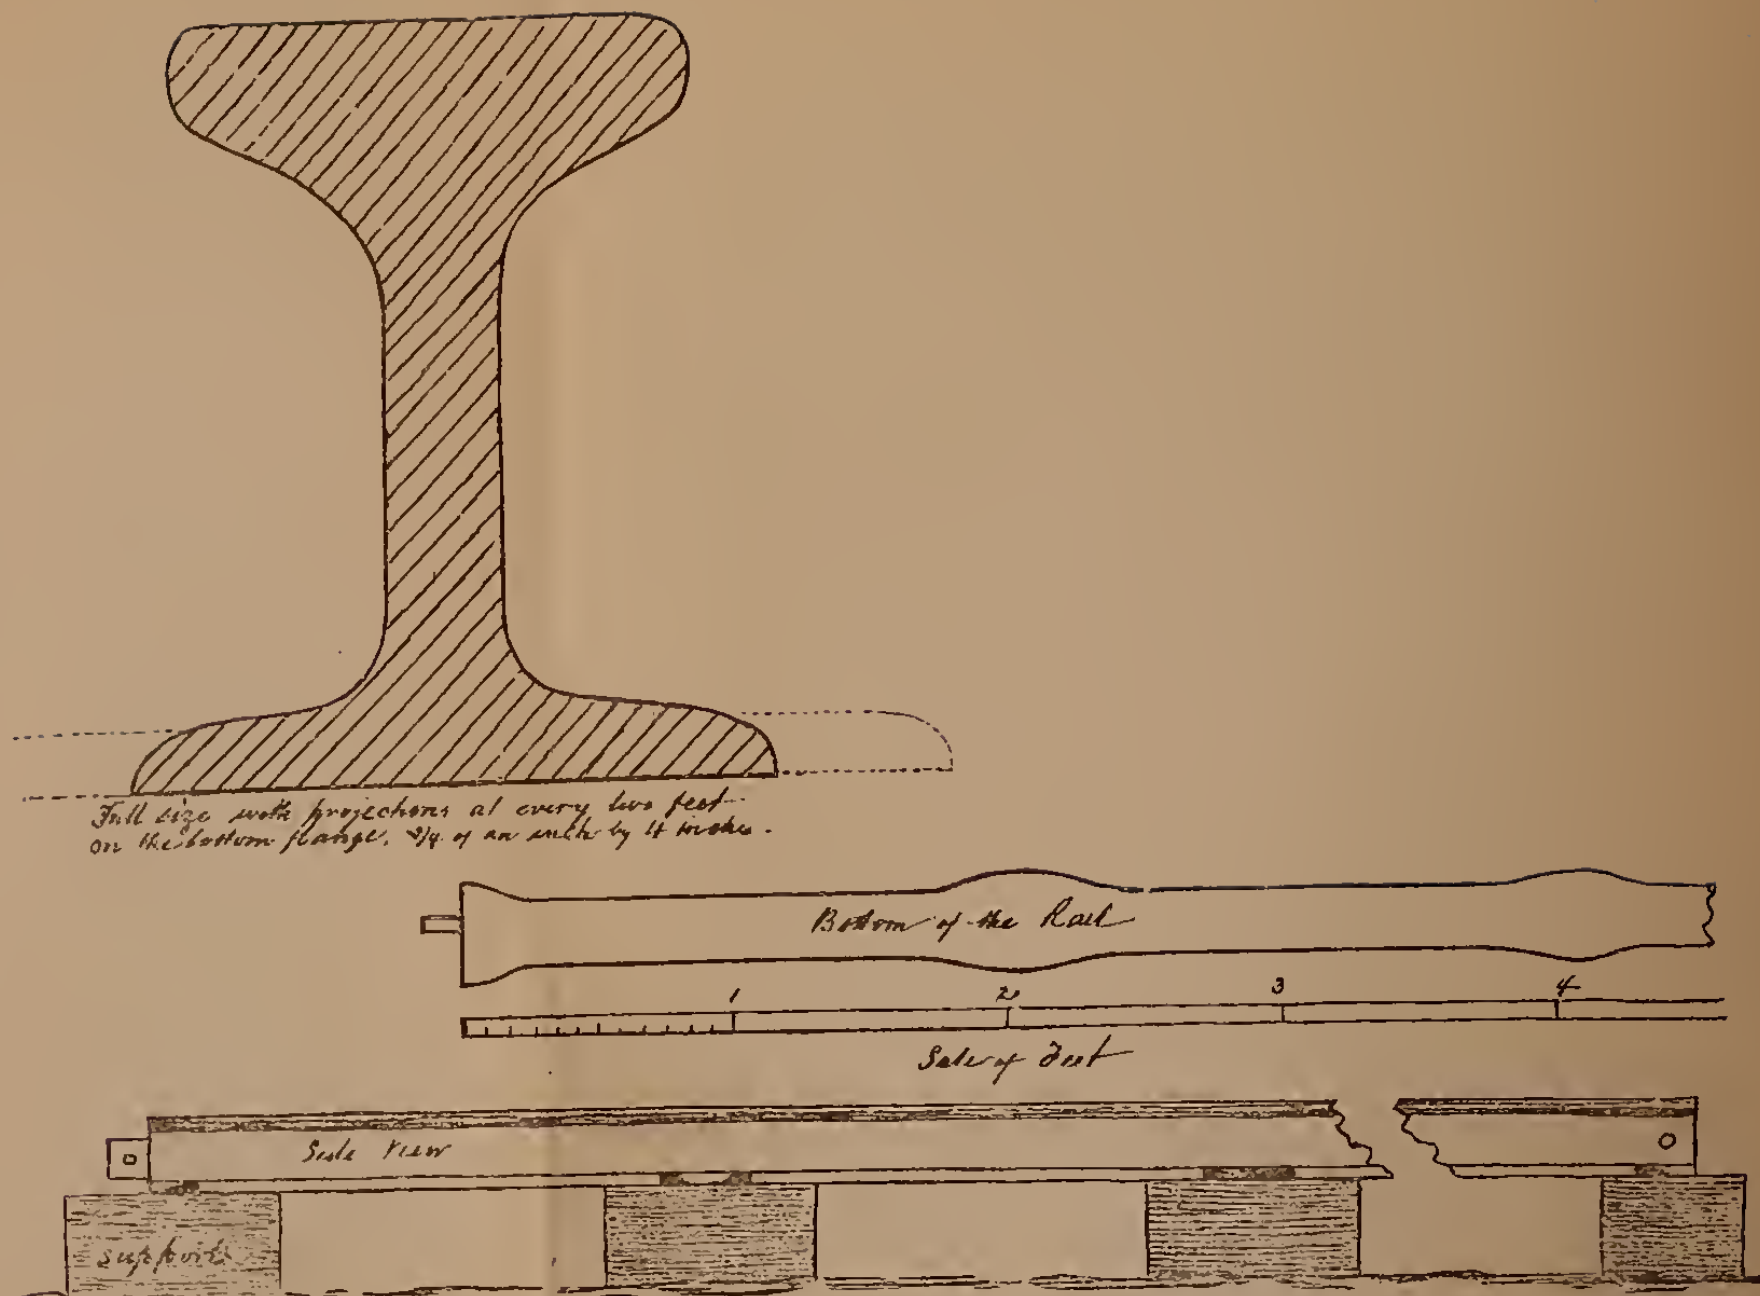 Full size with projections at every two feet
on the bottom flange, 3/4 of an inch by 4 inches.
Bottom of the Rail
1 2 3 4
Scale of Feet
Side View
supports